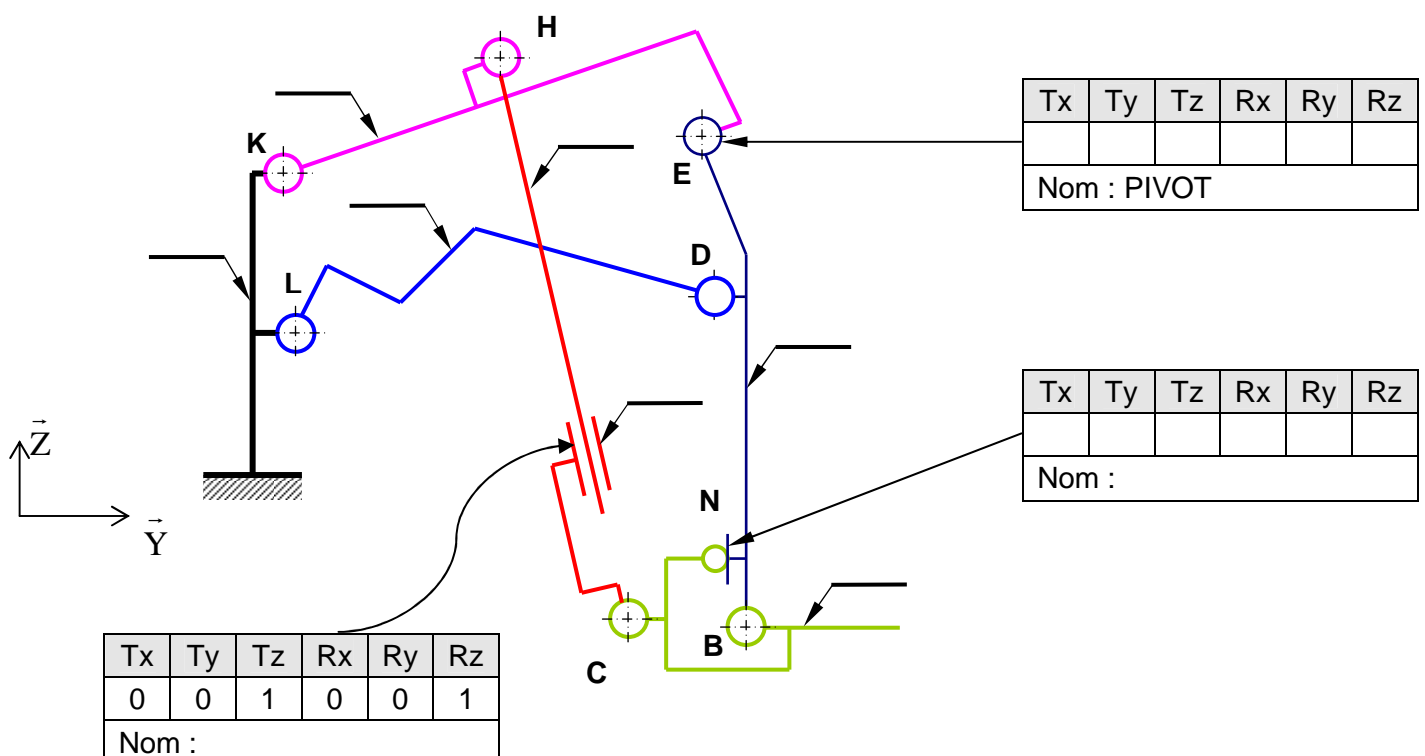 H
Tx Ty Tz Rx Ry Rz
Nom : PIVOT
K
E
D
L
Tx Ty Tz Rx Ry Rz
Nom :
Z
Y
N
B
C
Tx Ty Tz Rx Ry Rz
0 0 1 0 0 1
Nom :